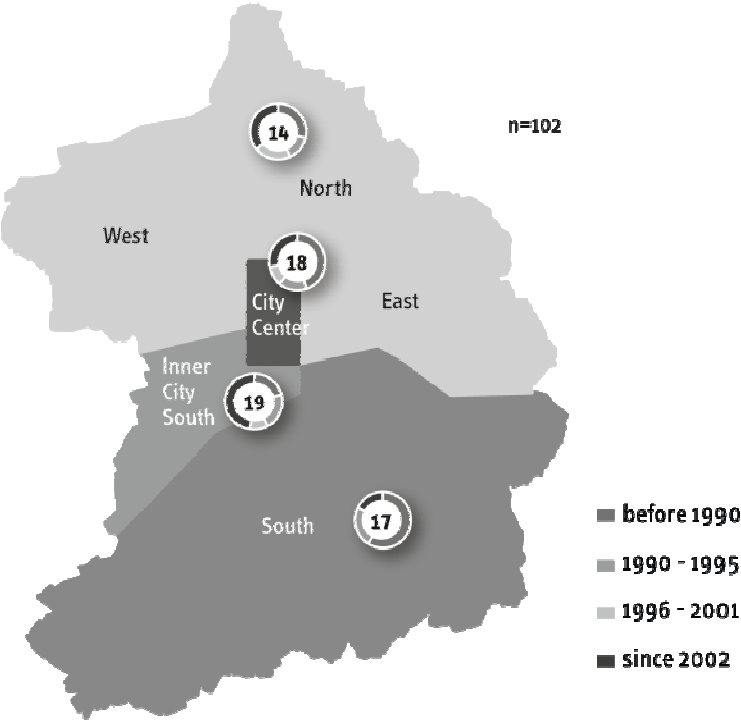 14
n=102
North
West
18
City
Center
East
Inner
City
South
19
South
17
before 1990
1990 - 1995
1996 - 2001
since 2002